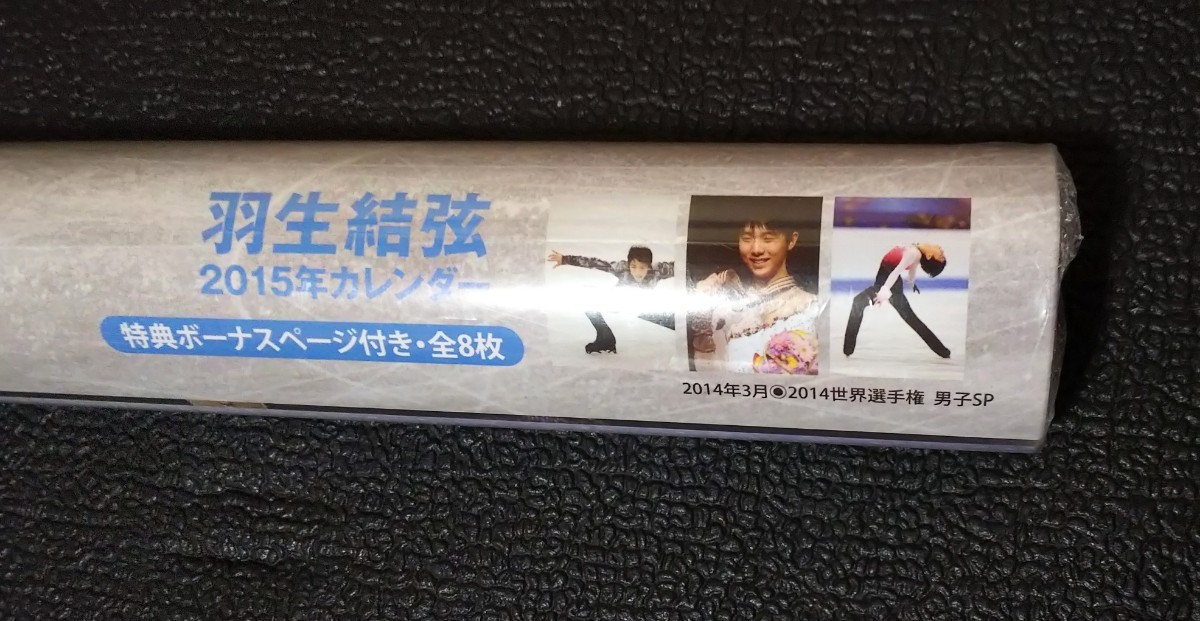 羽生結弦
2015年カレンダー
特典ボーナスページ付き・全8枚
2014年3月◉2014世界選手権 男子SP